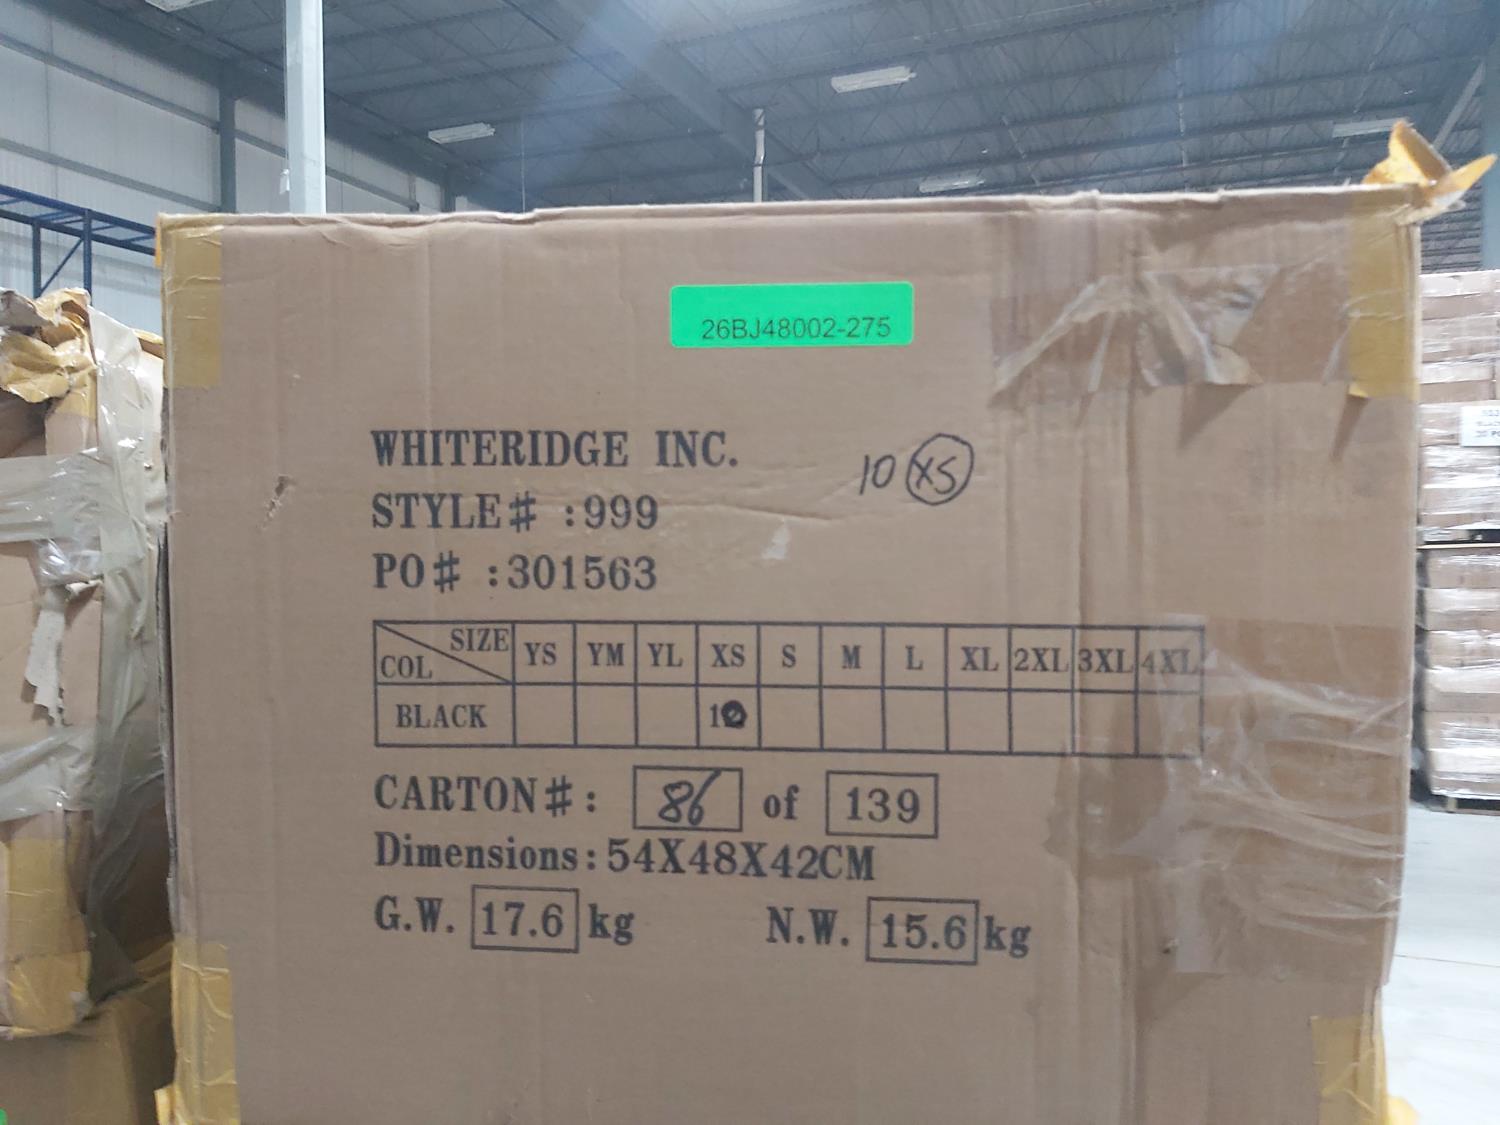 26BJ48002-275
WHITERIDGE INC.
10 XS
STYLE# :999
PO# :301563
SIZE COL YS YM YL XS S M L XL 2XL 3XL 4XL
BLACK 10
CARTON#: 86 of 139
Dimensions:54X48X42CM
G.W. 17.6 kg N.W. 15.6 kg